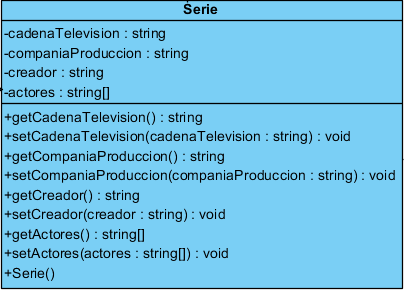 Serie
-cadenaTelevision : string
-companiaProduccion : string
-creador : string
-actores : string[]
+getCadenaTelevision() : string
+setCadenaTelevision(cadenaTelevision : string) : void
+getCompaniaProduccion() : string
+setCompaniaProduccion(companiaProduccion : string) : void
+getCreador() : string
+setCreador(creador : string) : void
+getActores() : string[]
+setActores(actores : string[]) : void
+Serie()